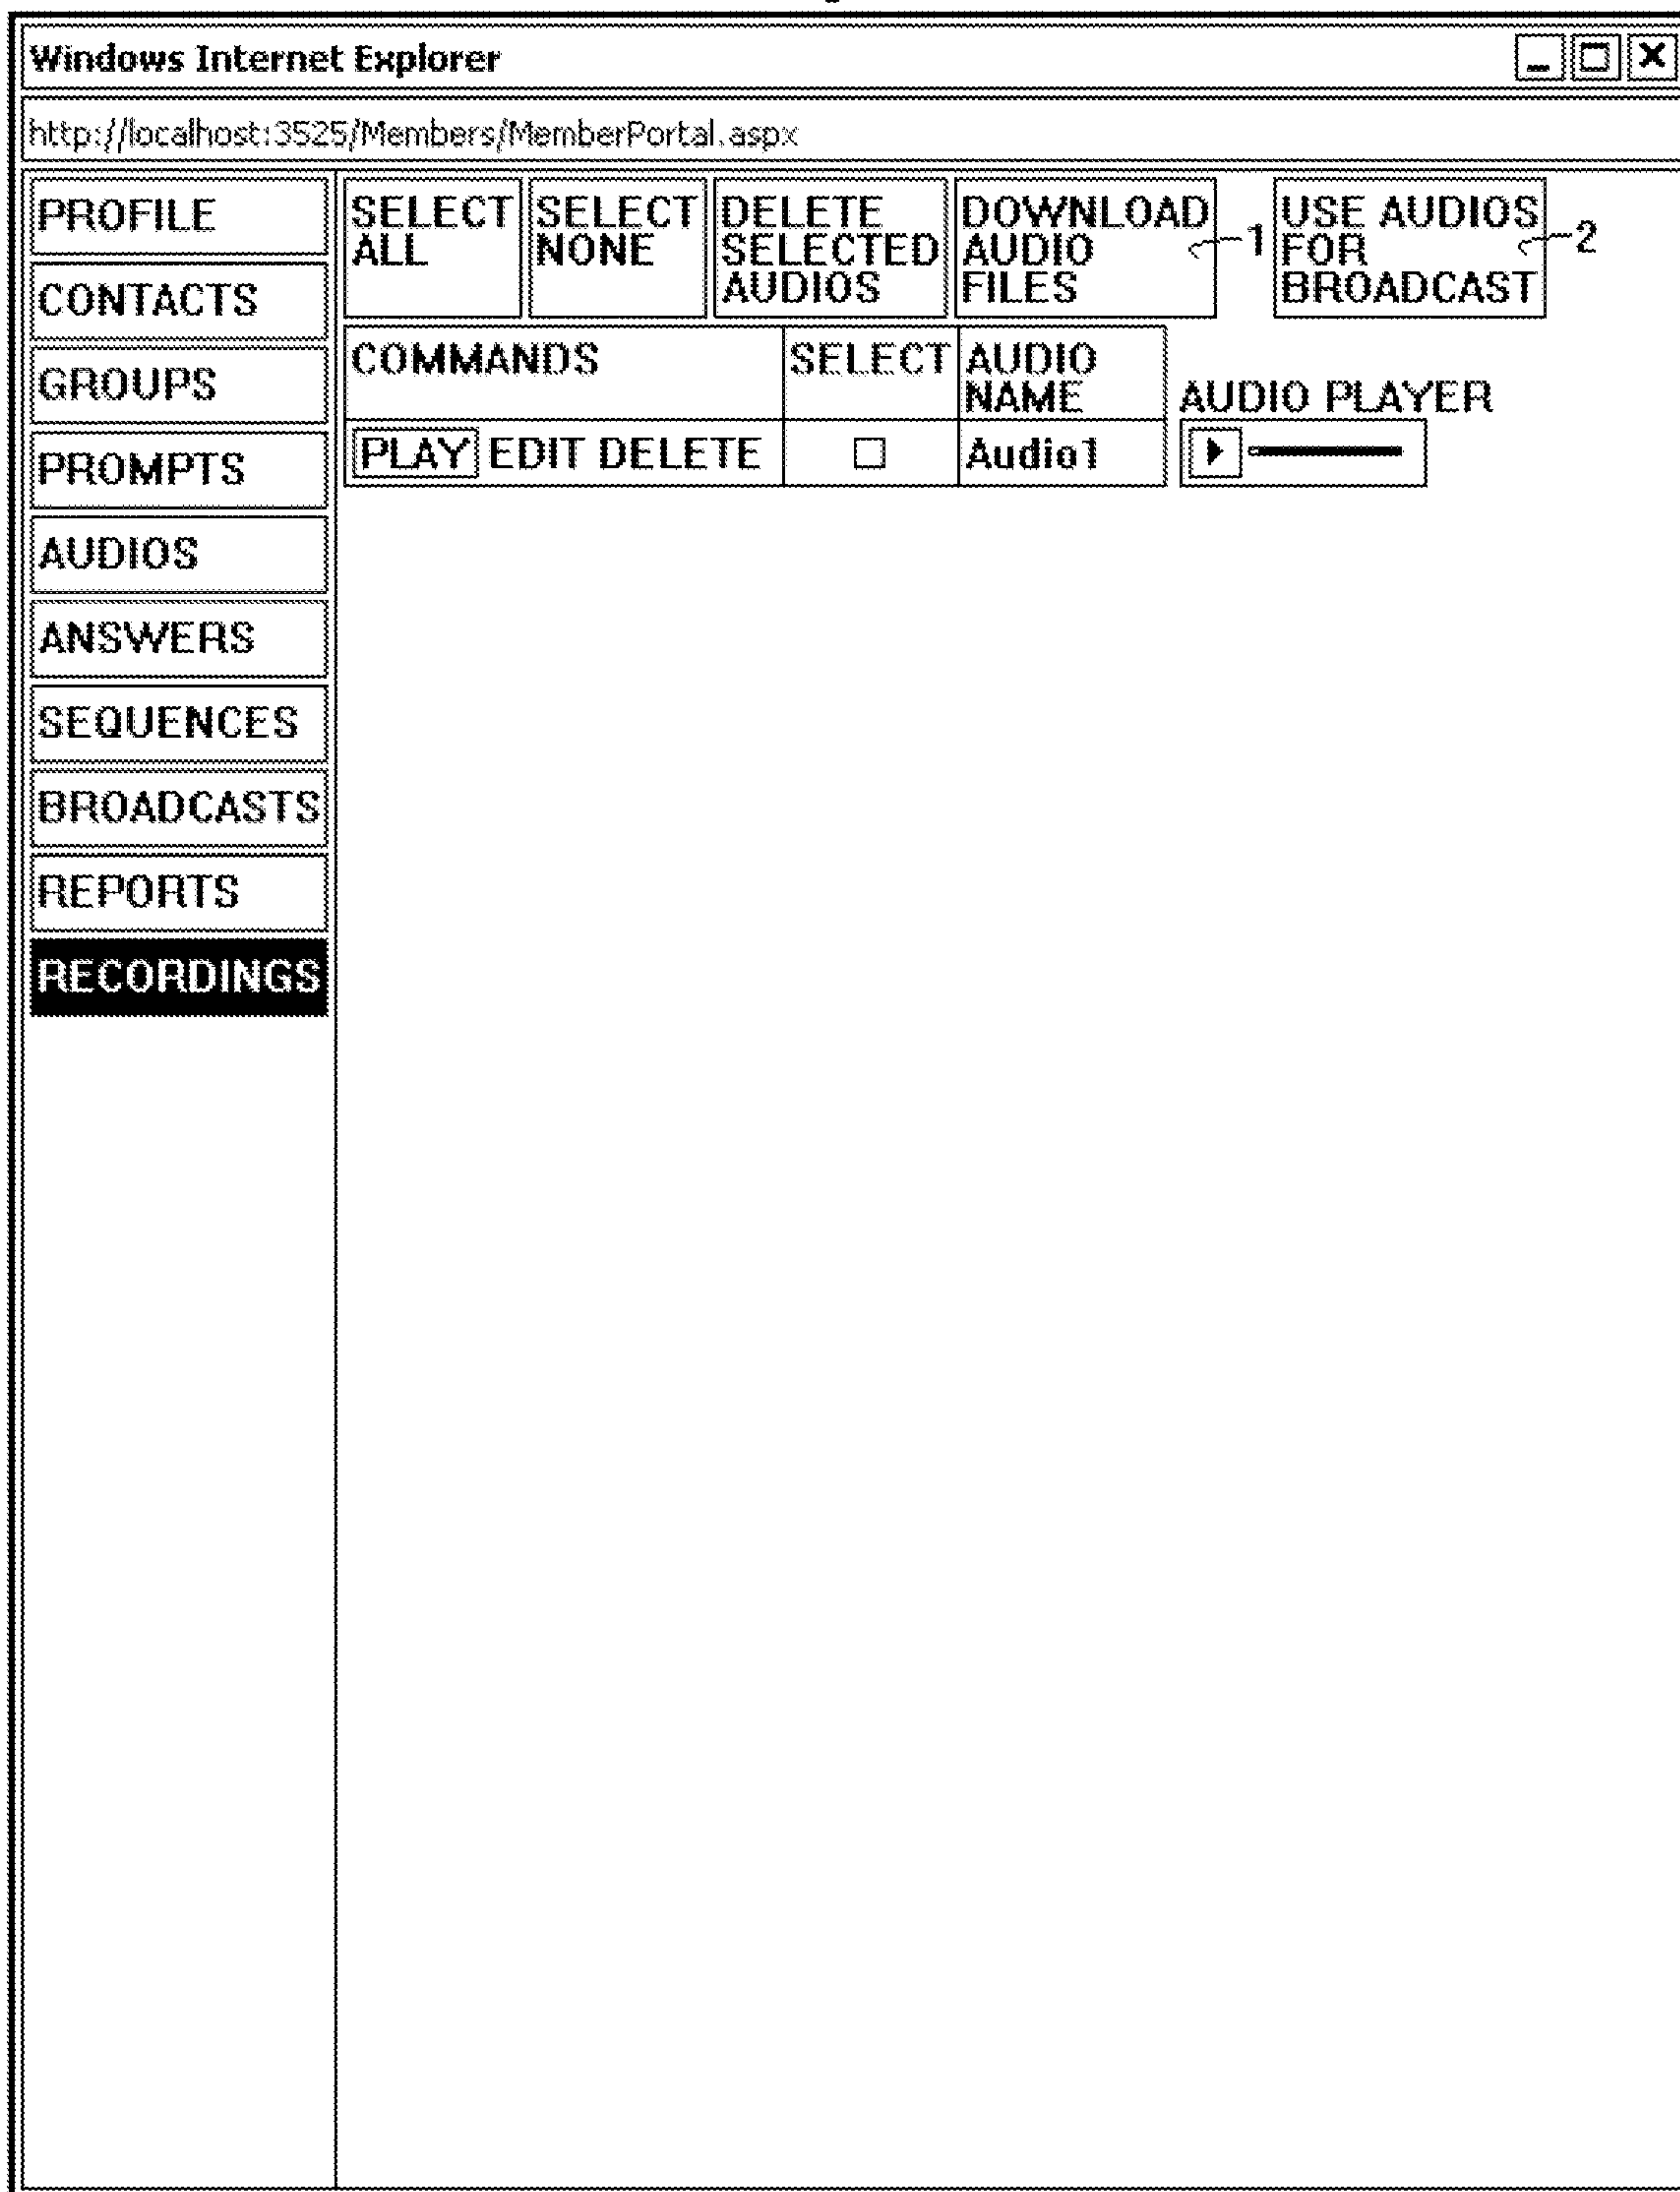 Windows Internet Explorer
http://localhost:3525/Members/MemberPortal.aspx
PROFILE
CONTACTS
GROUPS
PROMPTS
AUDIOS
ANSWERS
SEQUENCES
BROADCASTS
REPORTS
RECORDINGS
SELECT
ALL
SELECT
NONE
DELETE
SELECTED
AUDIOS
DOWNLOAD
AUDIO
FILES
1
USE AUDIOS
FOR
BROADCAST
2
COMMANDS
SELECT
AUDIO
NAME
PLAY EDIT DELETE
Audio1
AUDIO PLAYER